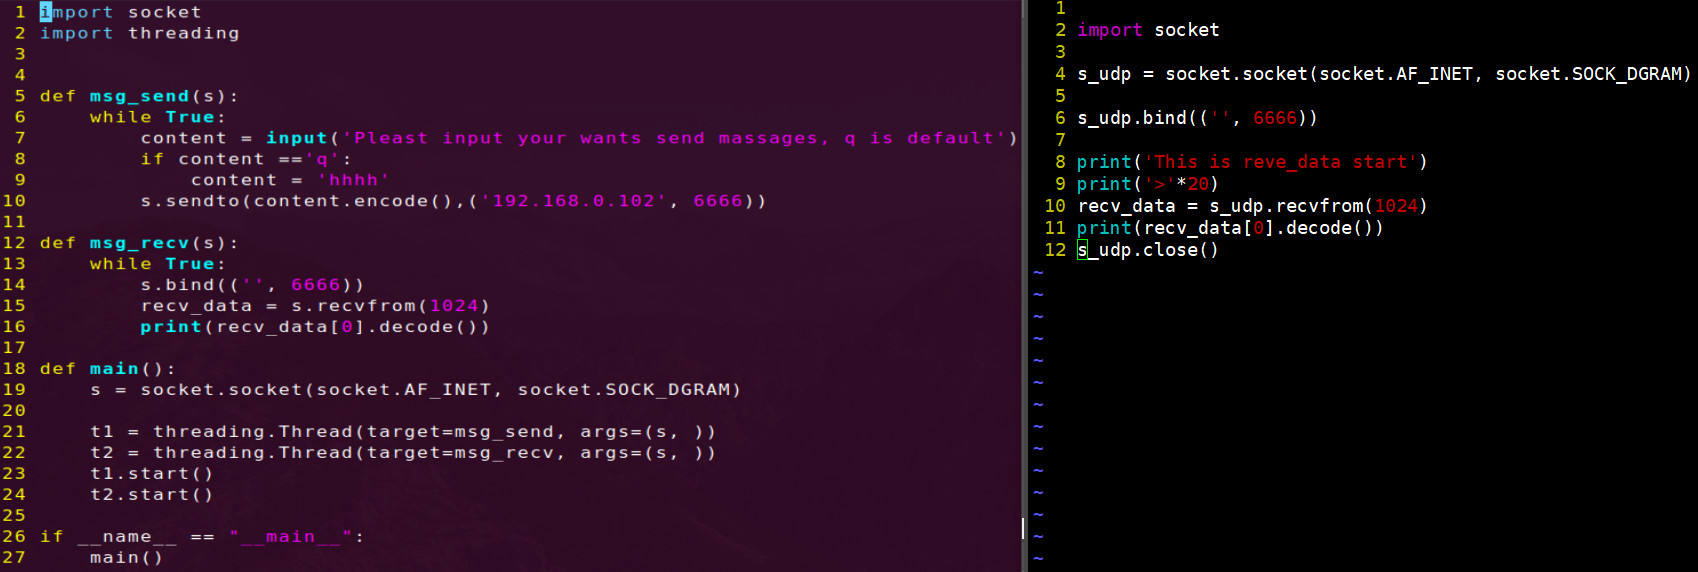 1 import socket
2 import threading
3
4
5 def msg_send(s):
6     while True:
7         content = input('Pleast input your wants send massages, q is default')
8         if content =='q':
9             content = 'hhhh'
10         s.sendto(content.encode(),('192.168.0.102', 6666))
11
12 def msg_recv(s):
13     while True:
14         s.bind(('', 6666))
15         recv_data = s.recvfrom(1024)
16         print(recv_data[0].decode())
17
18 def main():
19     s = socket.socket(socket.AF_INET, socket.SOCK_DGRAM)
20
21     t1 = threading.Thread(target=msg_send, args=(s, ))
22     t2 = threading.Thread(target=msg_recv, args=(s, ))
23     t1.start()
24     t2.start()
25
26 if __name__ == "__main__":
27     main()
1
2 import socket
3
4 s_udp = socket.socket(socket.AF_INET, socket.SOCK_DGRAM)
5
6 s_udp.bind(('', 6666))
7
8 print('This is reve_data start')
9 print('>'*20)
10 recv_data = s_udp.recvfrom(1024)
11 print(recv_data[0].decode())
12 s_udp.close()
~
~
~
~
~
~
~
~
~
~
~
~
~
~